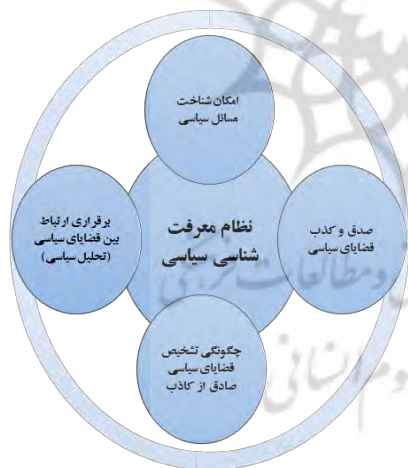 امکان شناخت
مسائل سیاسی
صدق و کذب
قضایای سیاسی
نظام معرفت
شناسی سیاسی
برقراری ارتباط
بین قضایای سیاسی
(تحلیل سیاسی)
چگونگی تشخیص
قضایای سیاسی
صادق از کاذب